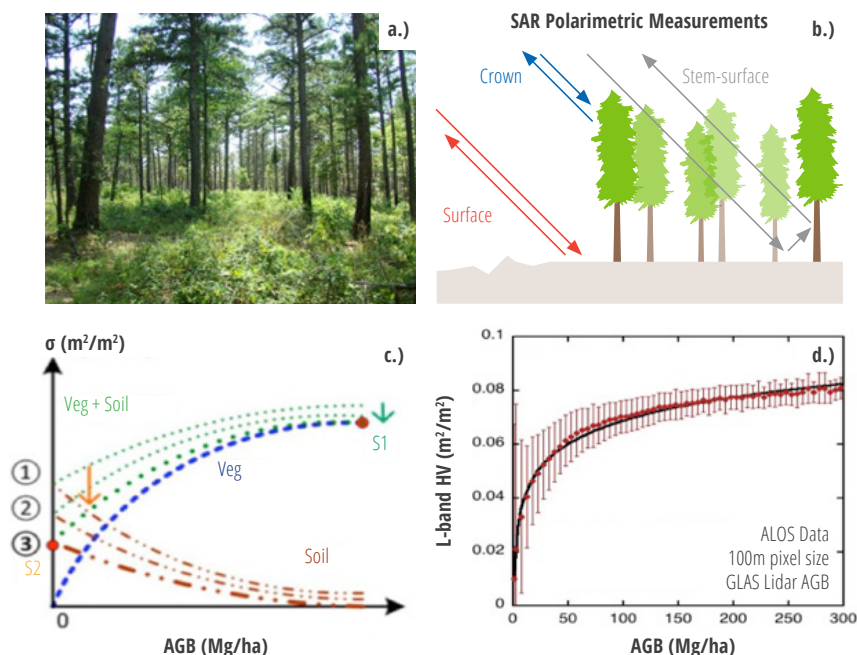 a.)
SAR Polarimetric Measurements
b.)
Crown
Stem-surface
Surface
σ (m²/m²)
c.)
Veg + Soil
S1
Veg
①
②
③
S2
Soil
0
AGB (Mg/ha)
d.)
L-band HV (m²/m²)
0.1
0.08
0.06
0.04
0.02
0
ALOS Data
100m pixel size
GLAS Lidar AGB
0 50 100 150 200 250 300
AGB (Mg/ha)